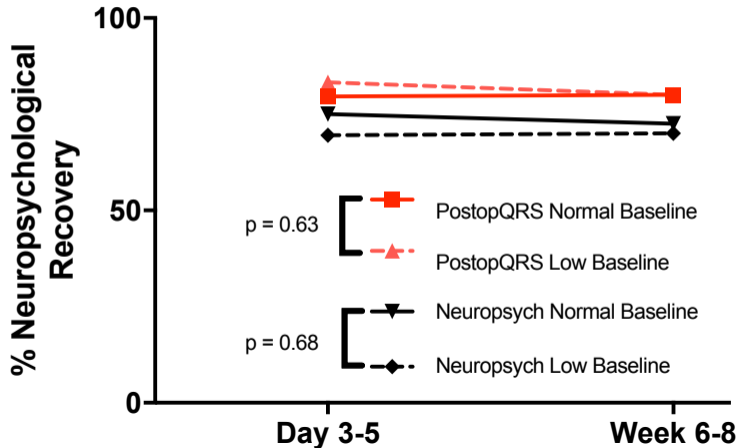 100
50
0
% Neuropsychological
Recovery
p = 0.63
PostopQRS Normal Baseline
PostopQRS Low Baseline
p = 0.68
Neuropsych Normal Baseline
Neuropsych Low Baseline
Day 3-5
Week 6-8